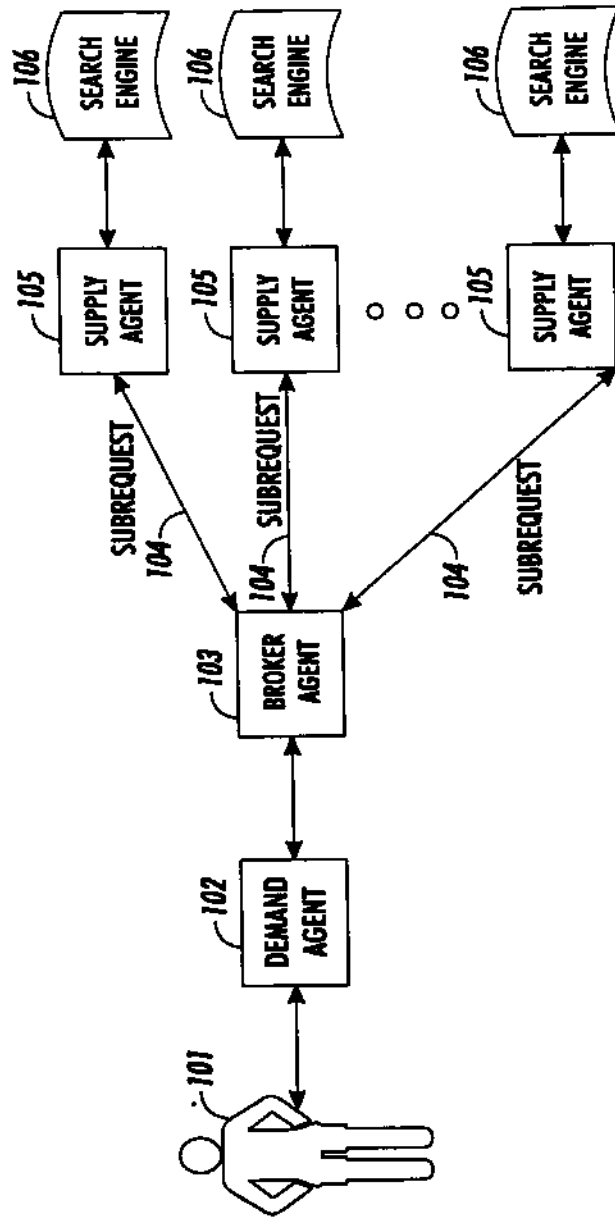 101
102
DEMAND
AGENT
103
BROKER
AGENT
SUBREQUEST
104
SUBREQUEST
104
SUBREQUEST
104
105
SUPPLY
AGENT
106
SEARCH
ENGINE
105
SUPPLY
AGENT
106
SEARCH
ENGINE
105
SUPPLY
AGENT
106
SEARCH
ENGINE